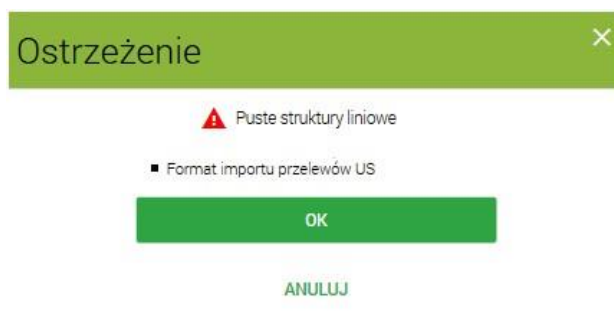 Ostrzeżenie
Puste struktury liniowe
Format importu przelewów US
OK
ANULUJ